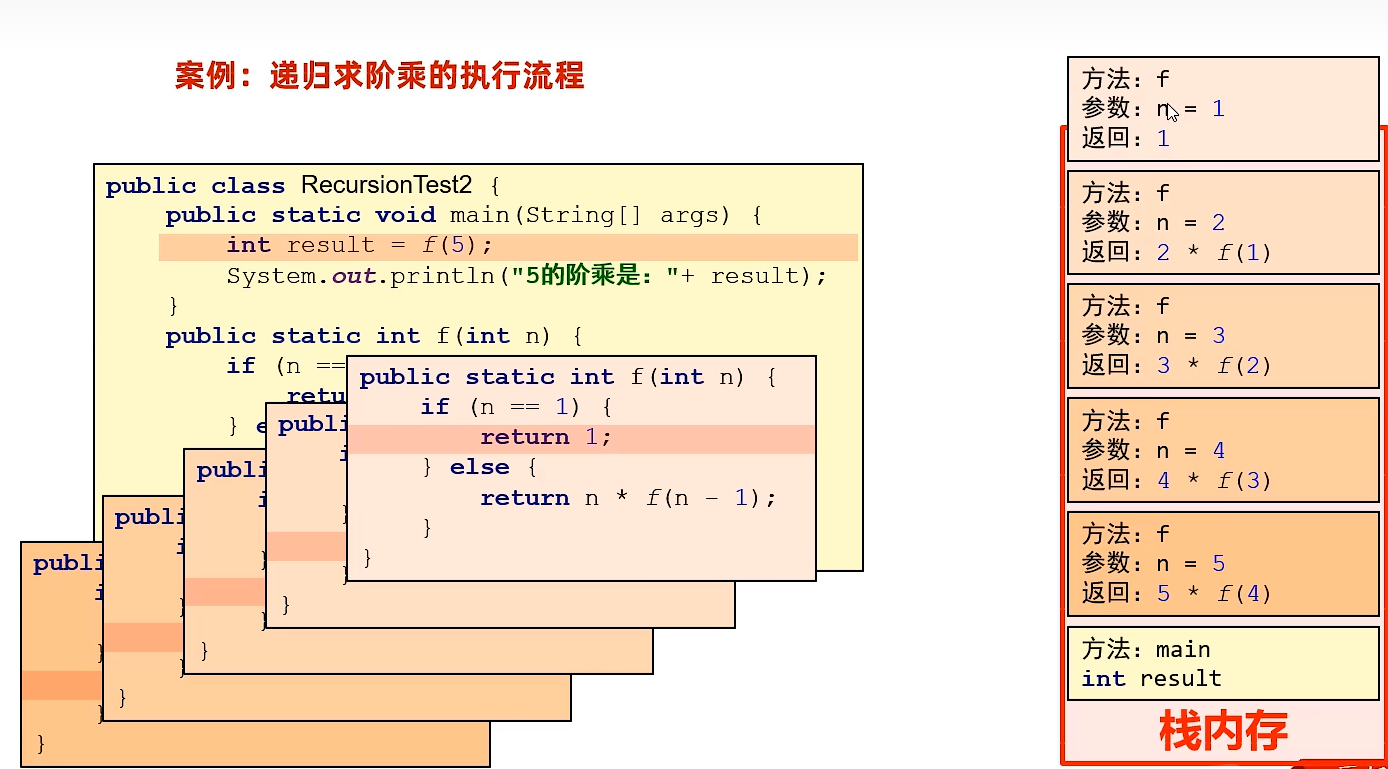 案例：递归求阶乘的执行流程
public class RecursionTest2 {
public static void main(String[] args) {
int result = f(5);
System.out.println("5的阶乘是："+ result);
}
public static int f(int n) {
if (n ==
retu
} e
public static int f(int n) {
if (n == 1) {
return 1;
} else {
return n * f(n - 1);
}
}
publi
i
}
}
}
publi
i
}
}
}
publi
i
}
}
}
publi
i
}
}
}
方法：f
参数：n = 1
返回：1
方法：f
参数：n = 2
返回：2 * f(1)
方法：f
参数：n = 3
返回：3 * f(2)
方法：f
参数：n = 4
返回：4 * f(3)
方法：f
参数：n = 5
返回：5 * f(4)
方法：main
int result
栈内存